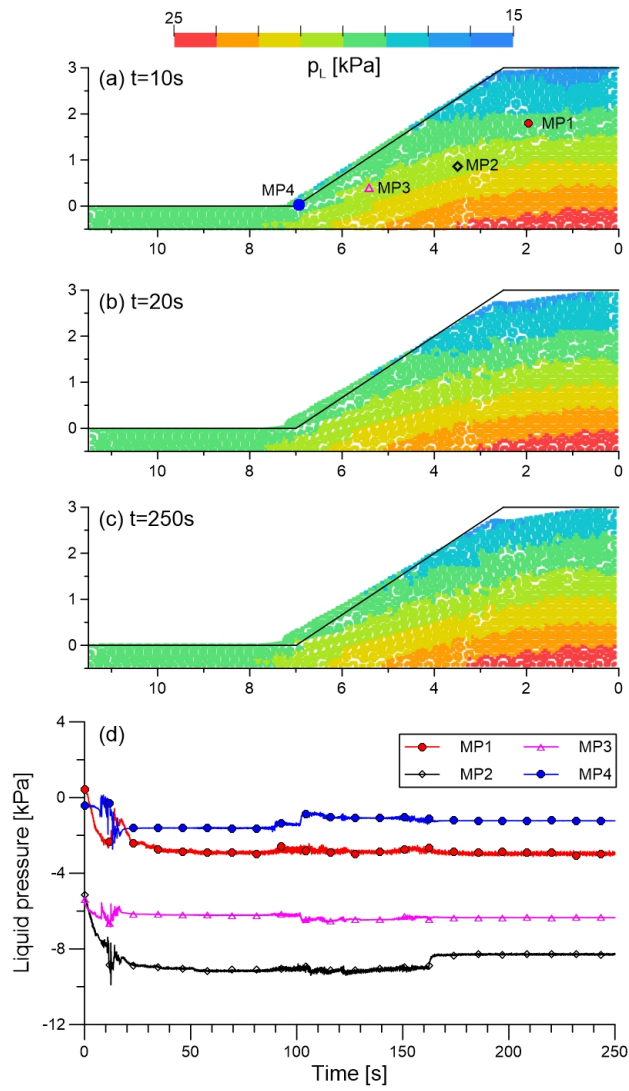 25 15
p_L [kPa]
(a) t=10s
3
2
1
0
MP1
MP2
MP3
MP4
10 8 6 4 2 0
(b) t=20s
3
2
1
0
10 8 6 4 2 0
(c) t=250s
3
2
1
0
10 8 6 4 2 0
(d)
MP1 MP3
MP2 MP4
Liquid pressure [kPa]
4
0
-4
-8
-12
0 50 100 150 200 250
Time [s]